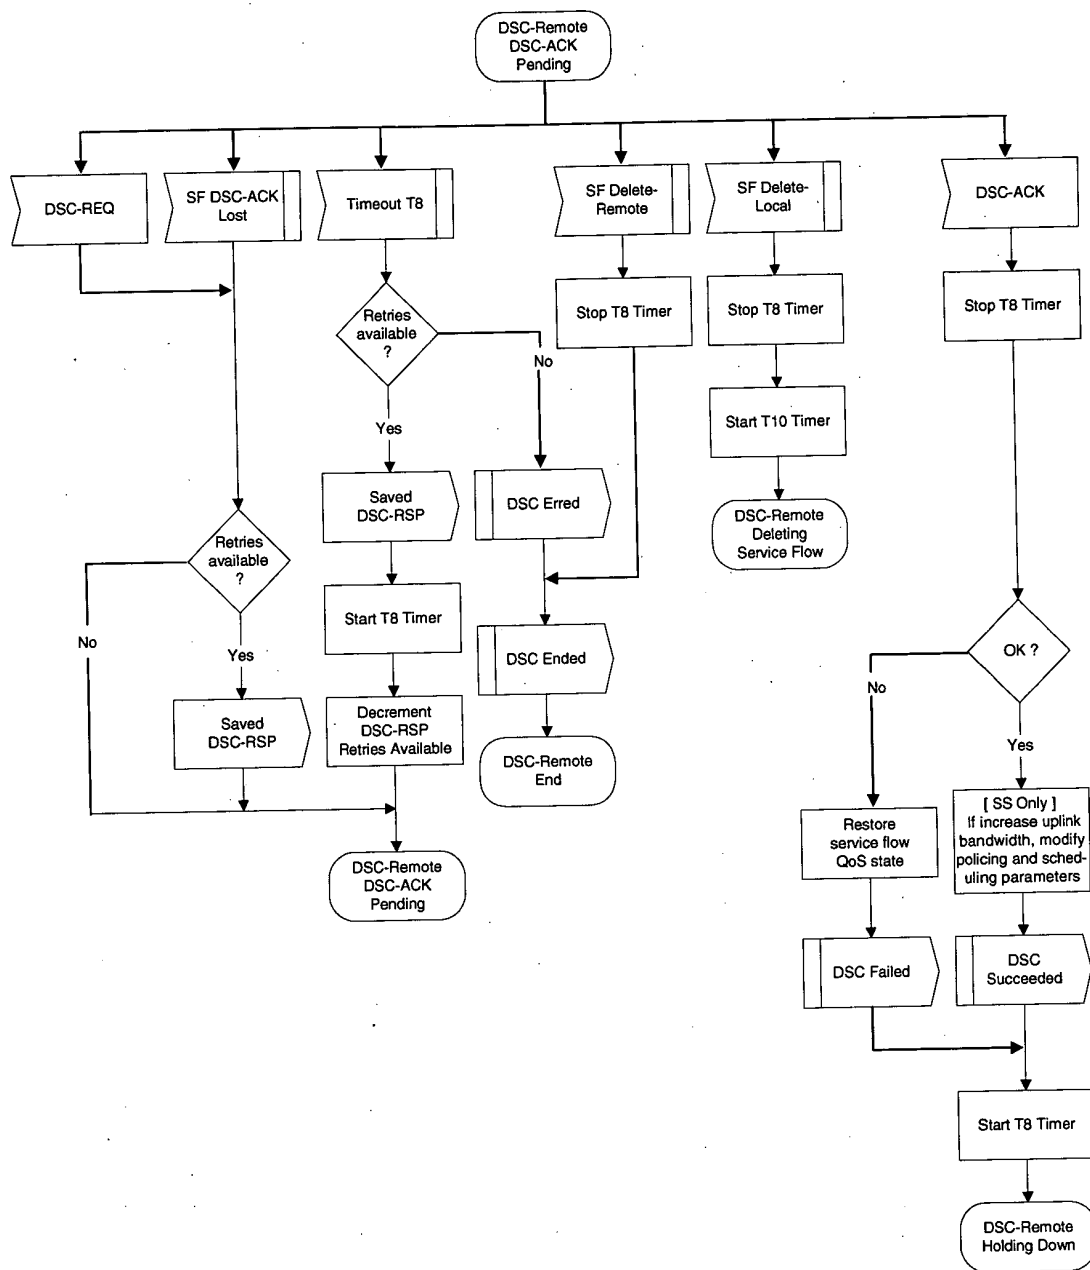 DSC-Remote
DSC-ACK
Pending
DSC-REQ
SF DSC-ACK
Lost
Timeout T8
SF Delete-
Remote
SF Delete-
Local
DSC-ACK
Stop T8 Timer
Stop T8 Timer
Stop T8 Timer
Retries
available
?
No
Yes
Start T10 Timer
Saved
DSC-RSP
DSC Erred
DSC-Remote
Deleting
Service Flow
Retries
available
?
No
Yes
Start T8 Timer
DSC Ended
OK ?
No
Yes
Saved
DSC-RSP
Decrement
DSC-RSP
Retries Available
DSC-Remote
End
Restore
service flow
QoS state
[ SS Only ]
If increase uplink
bandwidth, modify
policing and sched-
uling parameters
DSC-Remote
DSC-ACK
Pending
DSC Failed
DSC
Succeeded
Start T8 Timer
DSC-Remote
Holding Down